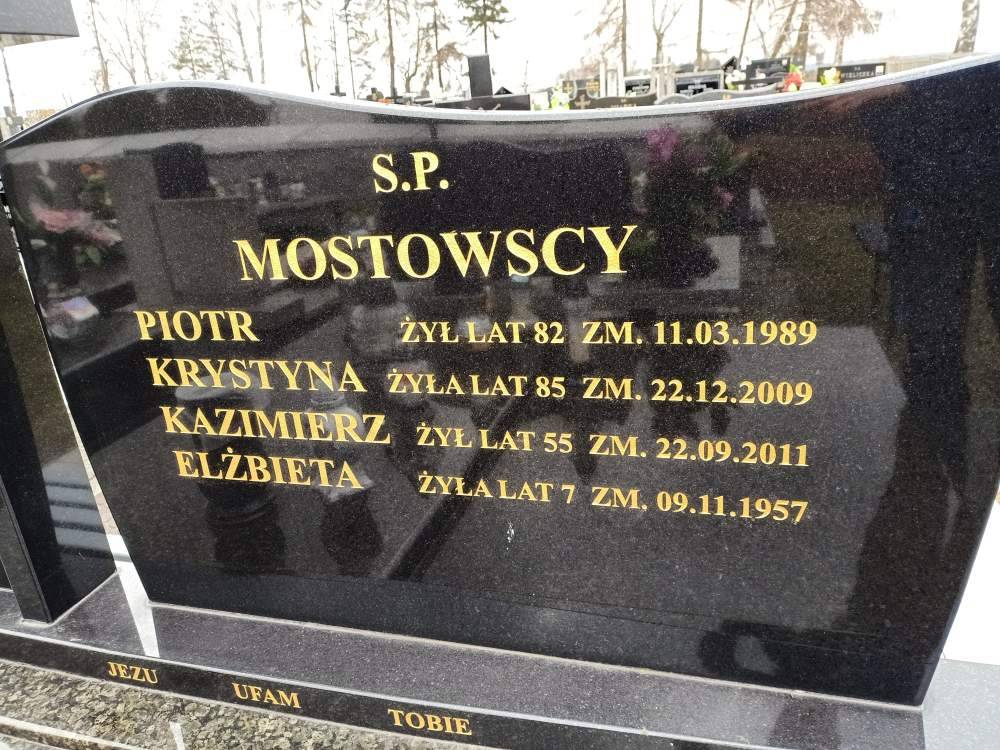 WYBLICZKA
S.P.
MOSTOWSCY
PIOTR ŻYŁ LAT 82 ZM. 11.03.1989
KRYSTYNA ŻYŁA LAT 85 ZM. 22.12.2009
KAZIMIERZ ŻYŁ LAT 55 ZM. 22.09.2011
ELŻBIETA ŻYŁA LAT 7 ZM. 09.11.1957
JEZU UFAM TOBIE